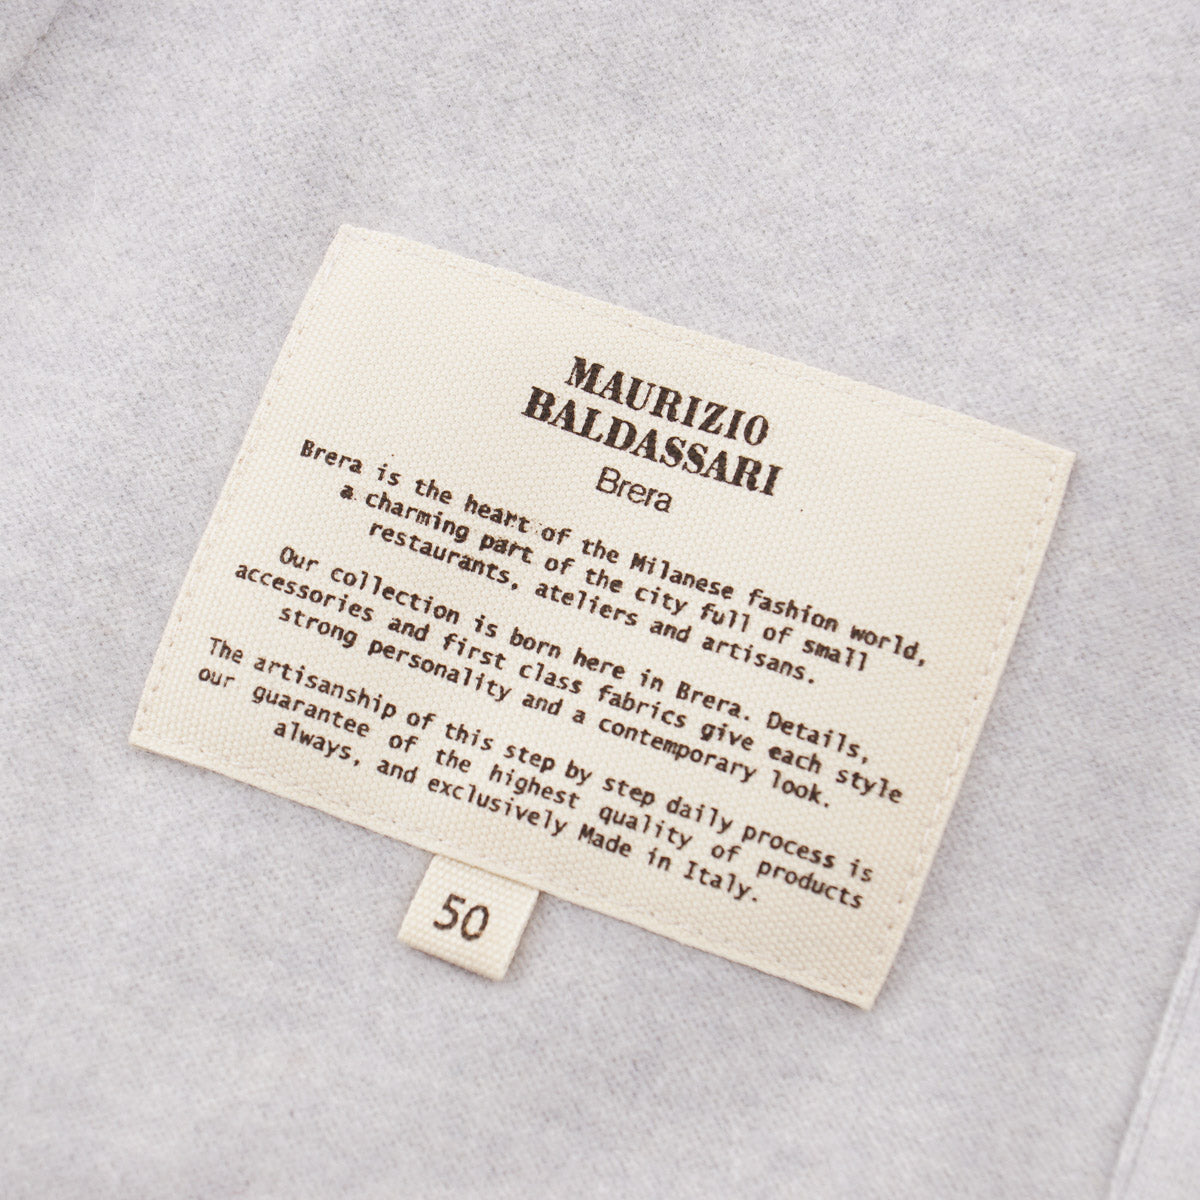 MAURIZIO
BALDASSARI
Brera
Brera is the heart of the Milanese fashion world,
a charming part of the city full of small
restaurants, ateliers and artisans.
Our collection is born here in Brera. Details,
accessories and first class fabrics give each style
strong personality and a contemporary look.
The artisanship of this step by step daily process is
our guarantee of the highest quality of products
always, and exclusively Made in Italy.
50